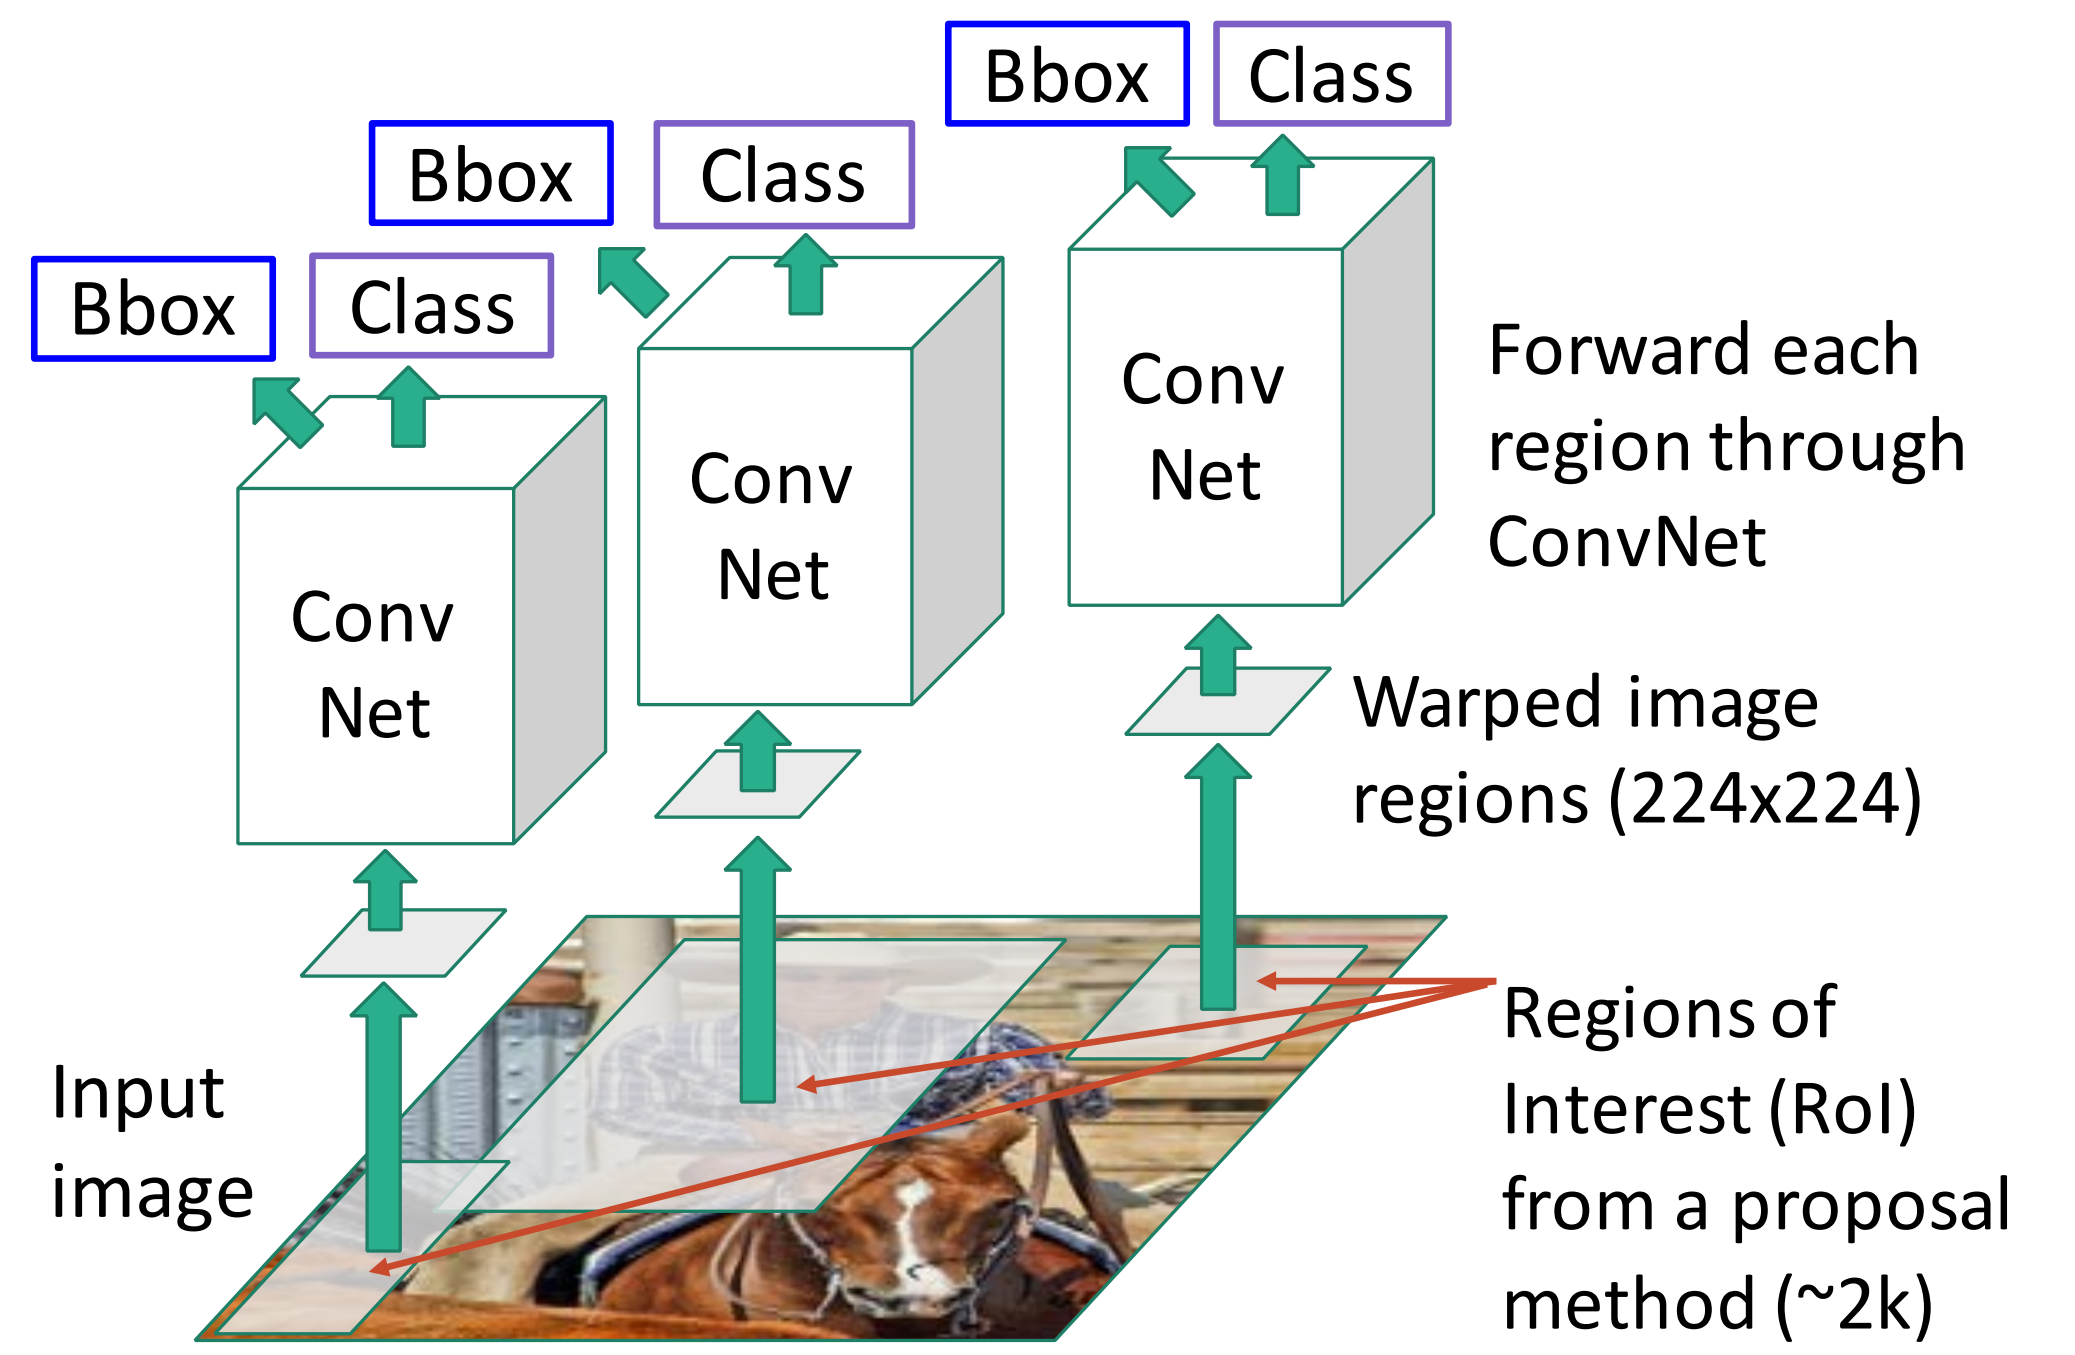 Bbox
Class
Bbox
Class
Bbox
Class
Conv
Net
Conv
Net
Conv
Net
Forward each
region through
ConvNet
Warped image
regions (224x224)
Input
image
Regions of
Interest (RoI)
from a proposal
method (~2k)